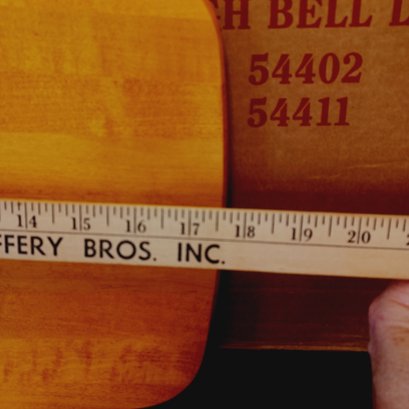 H BELL
54402
54411
14 15 16 17 18 19 20
FFERY BROS. INC.